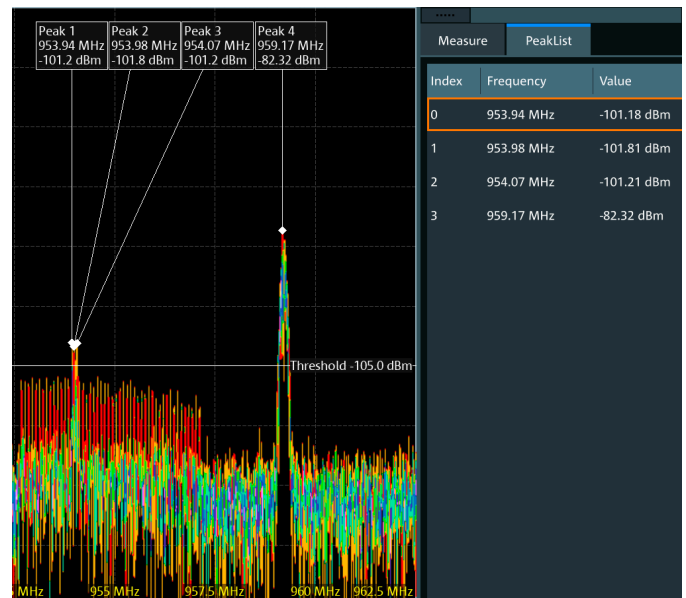 Peak 1
953.94 MHz
-101.2 dBm
Peak 2
953.98 MHz
-101.8 dBm
Peak 3
954.07 MHz
-101.2 dBm
Peak 4
959.17 MHz
-82.32 dBm
Threshold -105.0 dBm
MHz
955 MHz
957.5 MHz
960 MHz
962.5 MHz
Measure PeakList
Index Frequency Value
0 953.94 MHz -101.18 dBm
1 953.98 MHz -101.81 dBm
2 954.07 MHz -101.21 dBm
3 959.17 MHz -82.32 dBm